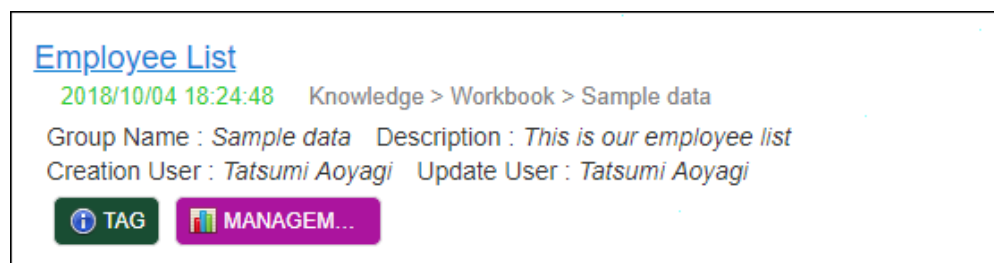 Employee List
2018/10/04 18:24:48 Knowledge > Workbook > Sample data
Group Name : Sample data Description : This is our employee list
Creation User : Tatsumi Aoyagi Update User : Tatsumi Aoyagi
TAG MANAGEM...